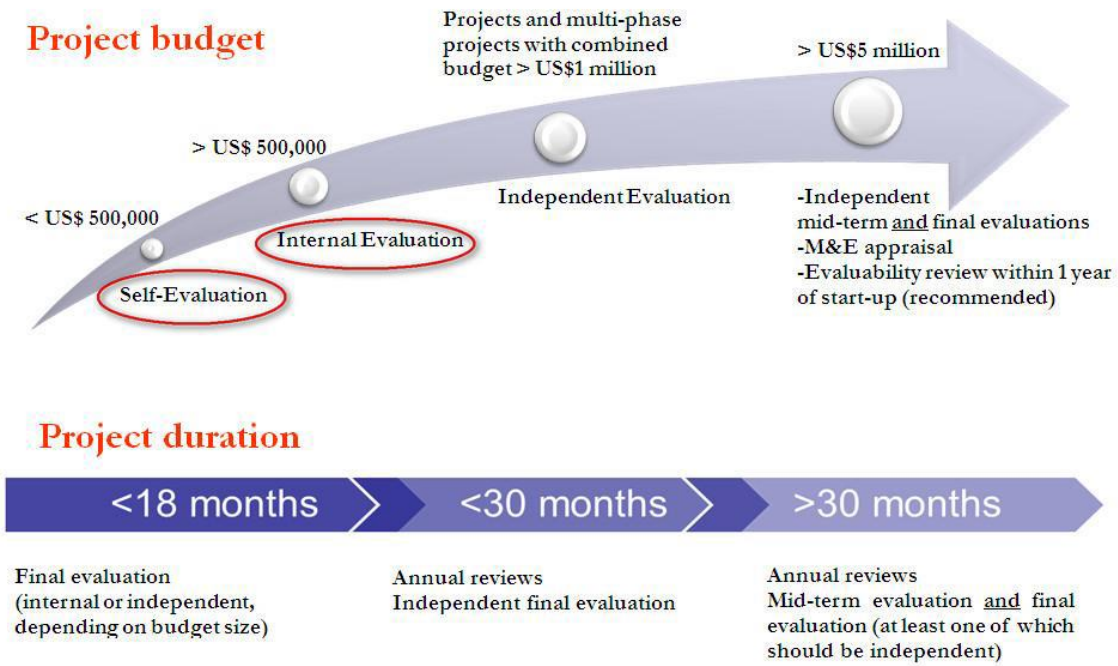 Project budget
Projects and multi-phase
projects with combined
budget > US$1 million
> US$5 million
> US$ 500,000
< US$ 500,000
Independent Evaluation
-Independent
mid-term and final evaluations
-M&E appraisal
-Evaluability review within 1 year
of start-up (recommended)
Internal Evaluation
Self-Evaluation
Project duration
<18 months
<30 months
>30 months
Final evaluation
(internal or independent,
depending on budget size)
Annual reviews
Independent final evaluation
Annual reviews
Mid-term evaluation and final
evaluation (at least one of which
should be independent)